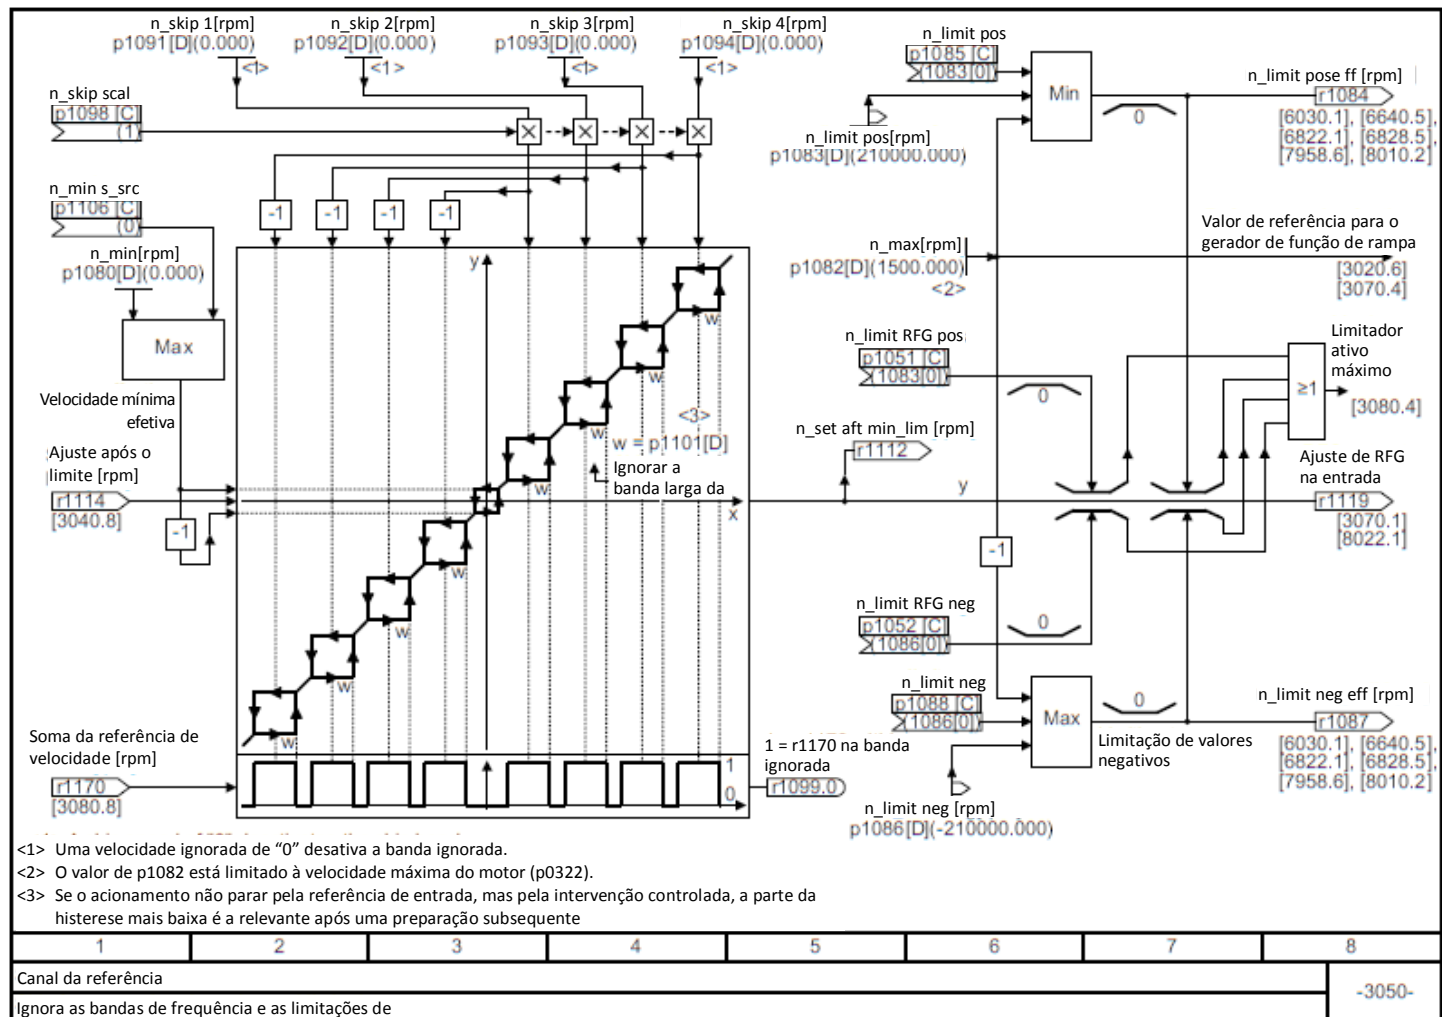 n_skip 1[rpm]
p1091[D](0.000)
<1>
n_skip 2[rpm]
p1092[D](0.000)
<1>
n_skip 3[rpm]
p1093[D](0.000)
<1>
n_skip 4[rpm]
p1094[D](0.000)
<1>
n_skip scal
p1098 [C]
(1)
n_min s_src
p1106 [C]
(0)
n_min[rpm]
p1080[D](0.000)
Max
Velocidade mínima
efetiva
Ajuste após o
limite [rpm]
r1114
[3040.8]
-1
-1
-1
-1
-1
y
x
w
w
w
w
w
w
w
w
<3>
w = p1101[D]
Ignorar a
banda larga da
Soma da referência de
velocidade [rpm]
r1170
[3080.8]
1
0
1 = r1170 na banda
ignorada
r1099.0
n_limit pos
p1085 [C]
(1083[0])
n_limit pos[rpm]
p1083[D](210000.000)
Min
0
n_limit pose ff [rpm]
r1084
[6030.1], [6640.5],
[6822.1], [6828.5],
[7958.6], [8010.2]
n_max[rpm]
p1082[D](1500.000)
<2>
Valor de referência para o
gerador de função de rampa
[3020.6]
[3070.4]
n_limit RFG pos
p1051 [C]
(1083[0])
0
Limitador
ativo
máximo
≥1
[3080.4]
n_set aft min_lim [rpm]
r1112
y
Ajuste de RFG
na entrada
r1119
[3070.1]
[8022.1]
-1
n_limit RFG neg
p1052 [C]
(1086[0])
0
n_limit neg
p1088 [C]
(1086[0])
n_limit neg [rpm]
p1086[D](-210000.000)
Max
0
Limitação de valores
negativos
n_limit neg eff [rpm]
r1087
[6030.1], [6640.5],
[6822.1], [6828.5],
[7958.6], [8010.2]
<1> Uma velocidade ignorada de “0” desativa a banda ignorada.
<2> O valor de p1082 está limitado à velocidade máxima do motor (p0322).
<3> Se o acionamento não parar pela referência de entrada, mas pela intervenção controlada, a parte da
histerese mais baixa é a relevante após uma preparação subsequente
1 2 3 4 5 6 7 8
Canal da referência
-3050-
Ignora as bandas de frequência e as limitações de